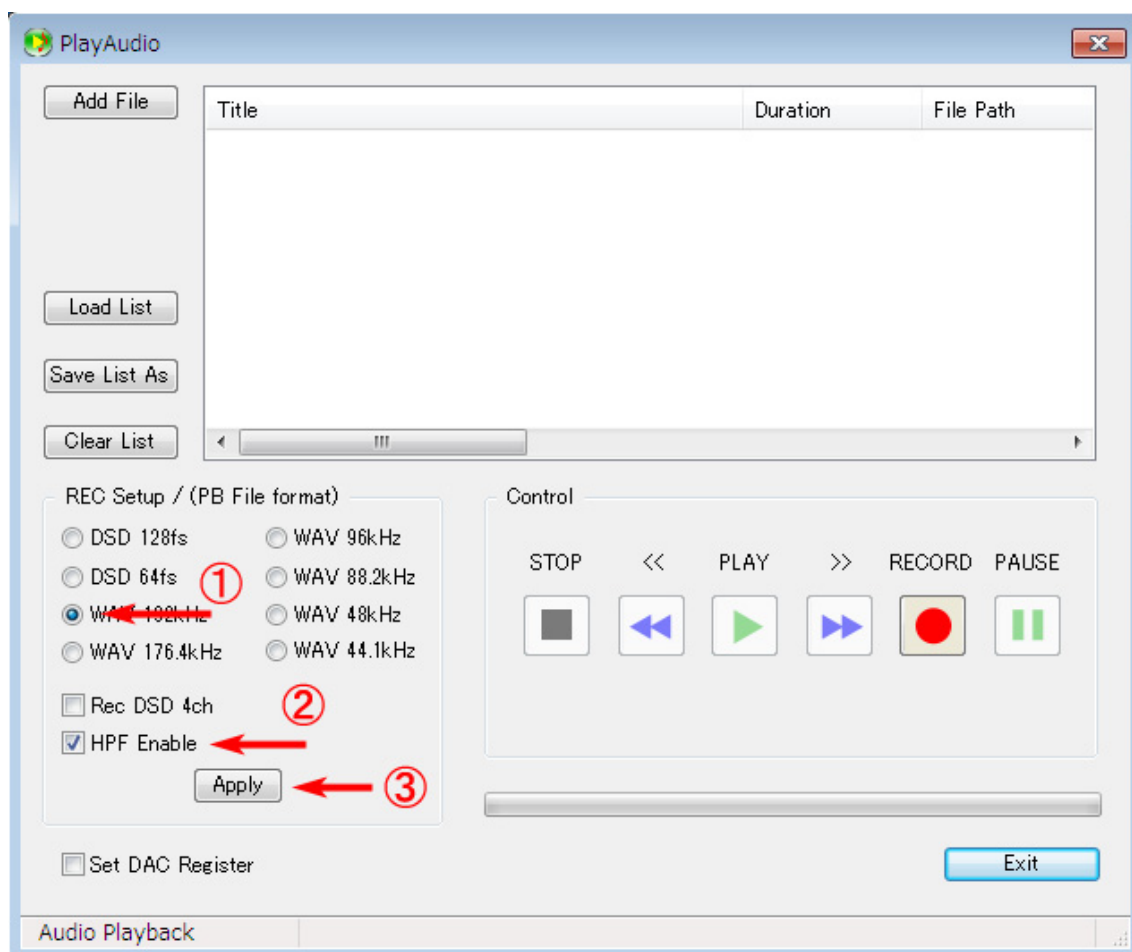 PlayAudio
Add File
Title Duration File Path
Load List
Save List As
Clear List
REC Setup / (PB File format)
DSD 128fs WAV 96kHz
DSD 64fs WAV 88.2kHz
①
WAV 192kHz WAV 48kHz
WAV 176.4kHz WAV 44.1kHz
Rec DSD 4ch
②
HPF Enable
Apply
③
Set DAC Register
Control
STOP << PLAY >> RECORD PAUSE
Exit
Audio Playback